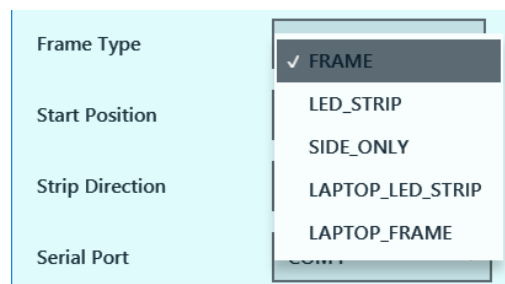 Frame Type
✓ FRAME
LED_STRIP
Start Position
SIDE_ONLY
Strip Direction
LAPTOP_LED_STRIP
LAPTOP_FRAME
Serial Port